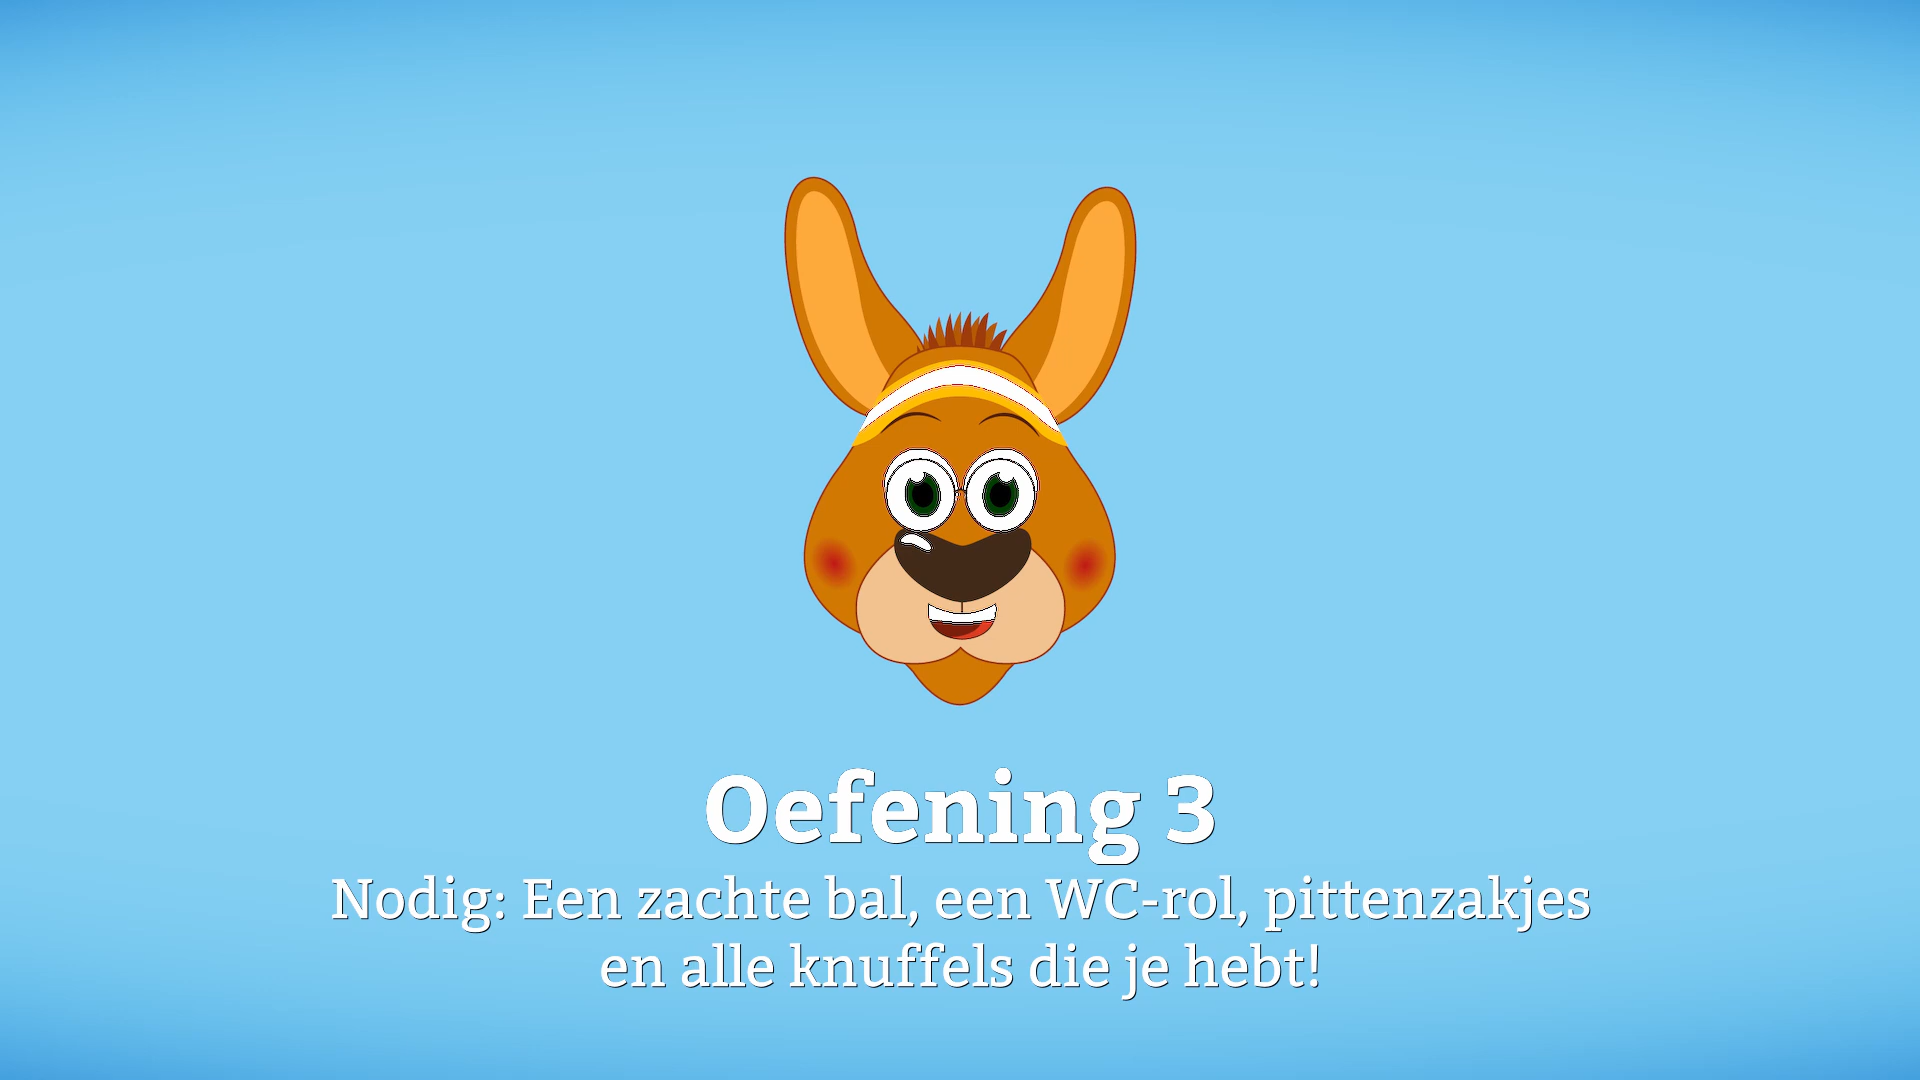 Oefening 3
Nodig: Een zachte bal, een WC-rol, pittenzakjes
en alle knuffels die je hebt!